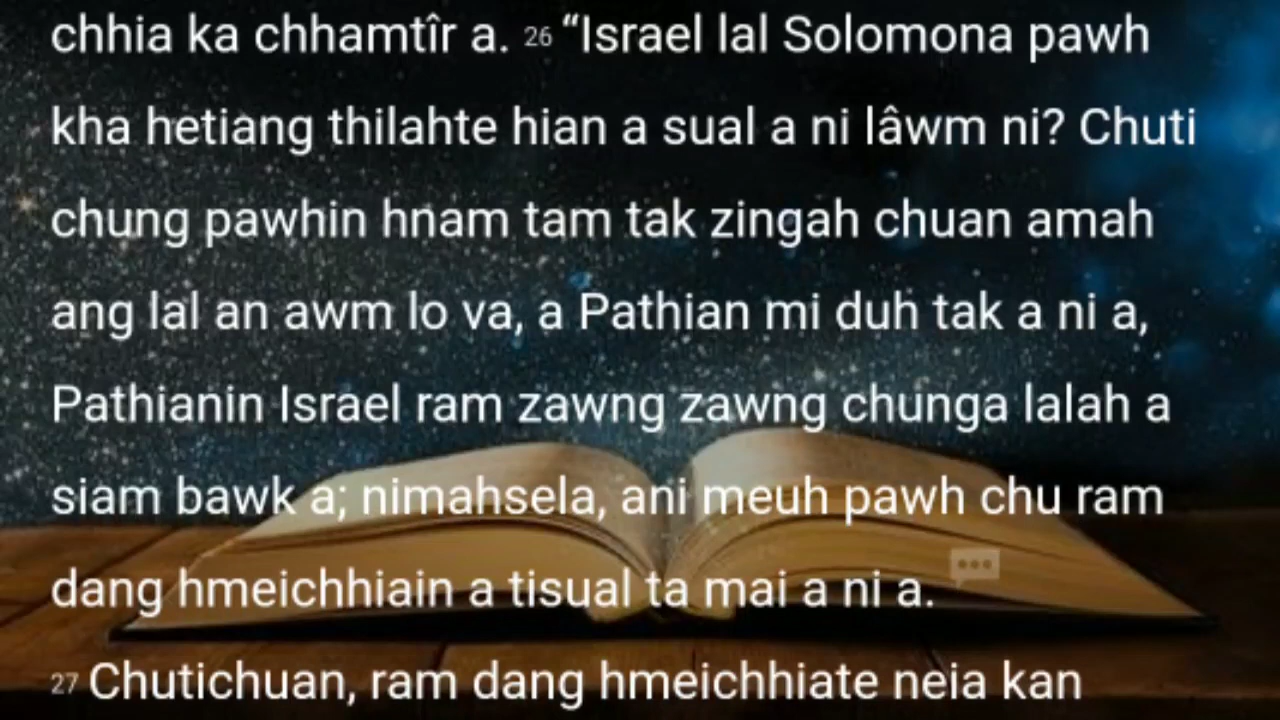 chhia ka chhamtîr a. 26 “Israel lal Solomona pawh
kha hetiang thilahte hian a sual a ni lâwm ni? Chuti
chung pawhin hnam tam tak zingah chuan amah
ang lal an awm lo va, a Pathian mi duh tak a ni a,
Pathianin Israel ram zawng zawng chunga lalah a
siam bawk a; nimahsela, ani meuh pawh chu ram
dang hmeichhiain a tisual ta mai a ni a.
27 Chutichuan, ram dang hmeichhiate neia kan